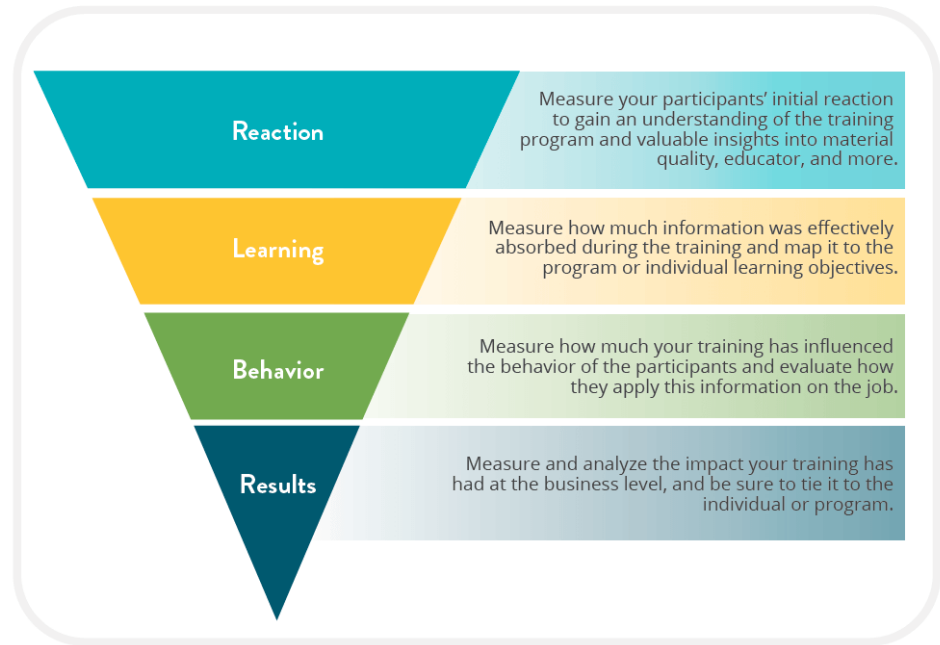 Reaction
Measure your participants’ initial reaction
to gain an understanding of the training
program and valuable insights into material
quality, educator, and more.
Learning
Measure how much information was effectively
absorbed during the training and map it to the
program or individual learning objectives.
Behavior
Measure how much your training has influenced
the behavior of the participants and evaluate how
they apply this information on the job.
Results
Measure and analyze the impact your training has
had at the business level, and be sure to tie it to the
individual or program.